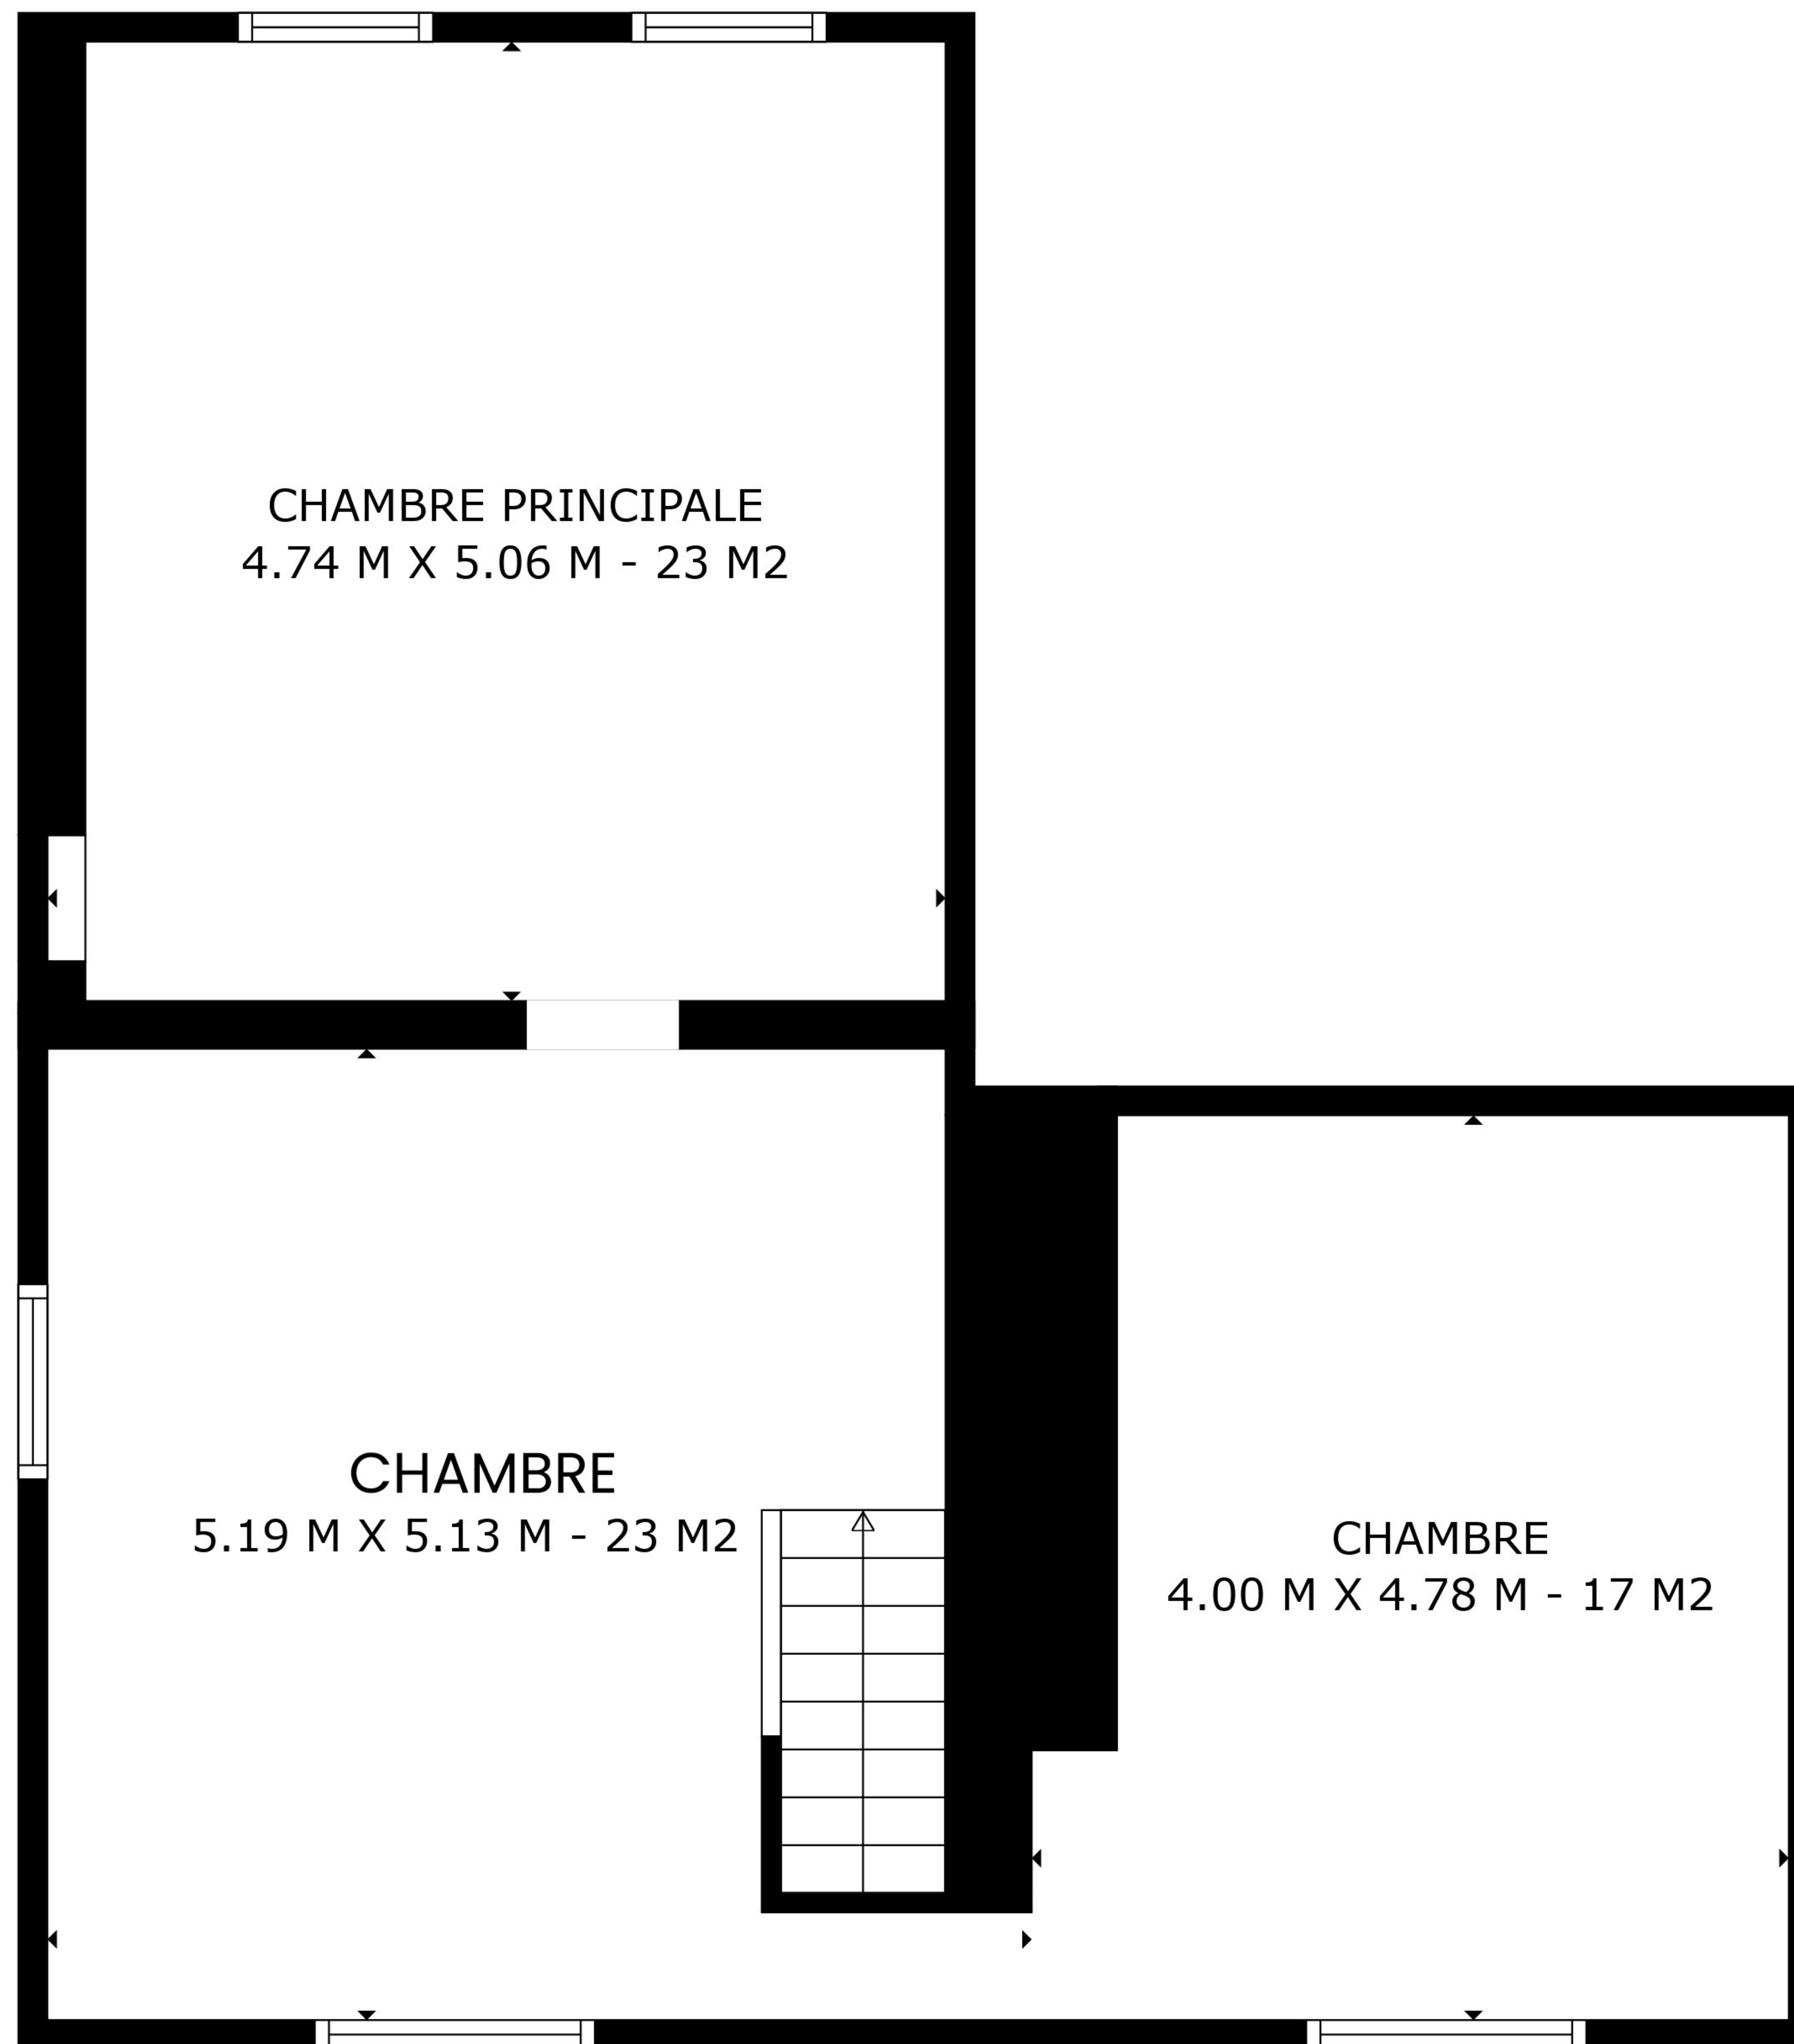 CHAMBRE PRINCIPALE
4.74 M X 5.06 M - 23 M2
CHAMBRE
5.19 M X 5.13 M - 23 M2
CHAMBRE
4.00 M X 4.78 M - 17 M2